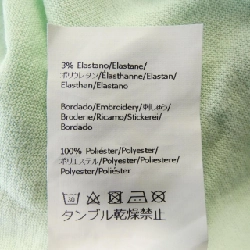 3% Elastano/Elastane/
ポリウレタン/Élasthanne/Elastan/
Elasthan/Elastano
Bordado/Embroidery/刺しゅう/
Broderie/Ricamo/Stickerei/
Bordado
100% Poliéster/Polyester/
ポリエステル/Polyester/Poliestere/
Polyester/Poliéster
タンブル乾燥禁止